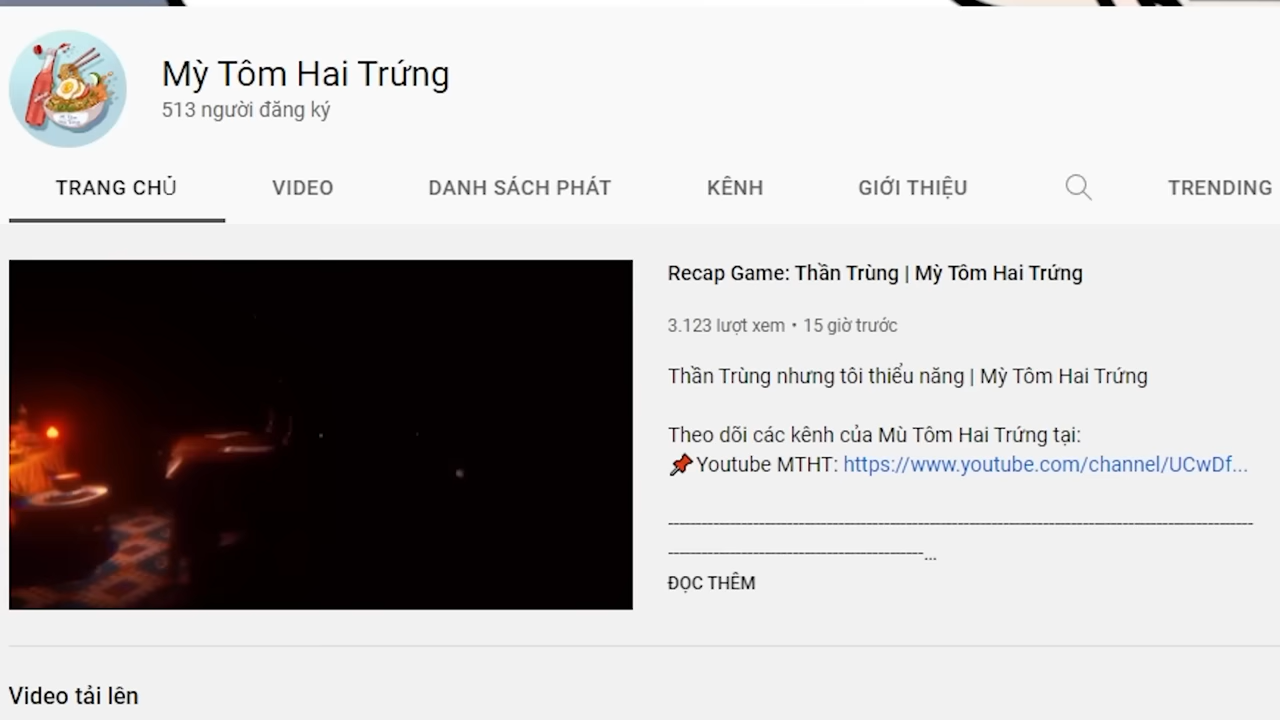 Mỳ Tôm Hai Trứng
513 người đăng ký
TRANG CHỦ VIDEO DANH SÁCH PHÁT KÊNH GIỚI THIỆU TRENDING
Recap Game: Thần Trùng | Mỳ Tôm Hai Trứng
3.123 lượt xem • 15 giờ trước
Thần Trùng nhưng tôi thiểu năng | Mỳ Tôm Hai Trứng
Theo dõi các kênh của Mù Tôm Hai Trứng tại:
📌Youtube MTHT: https://www.youtube.com/channel/UCwDf...
ĐỌC THÊM
Video tải lên